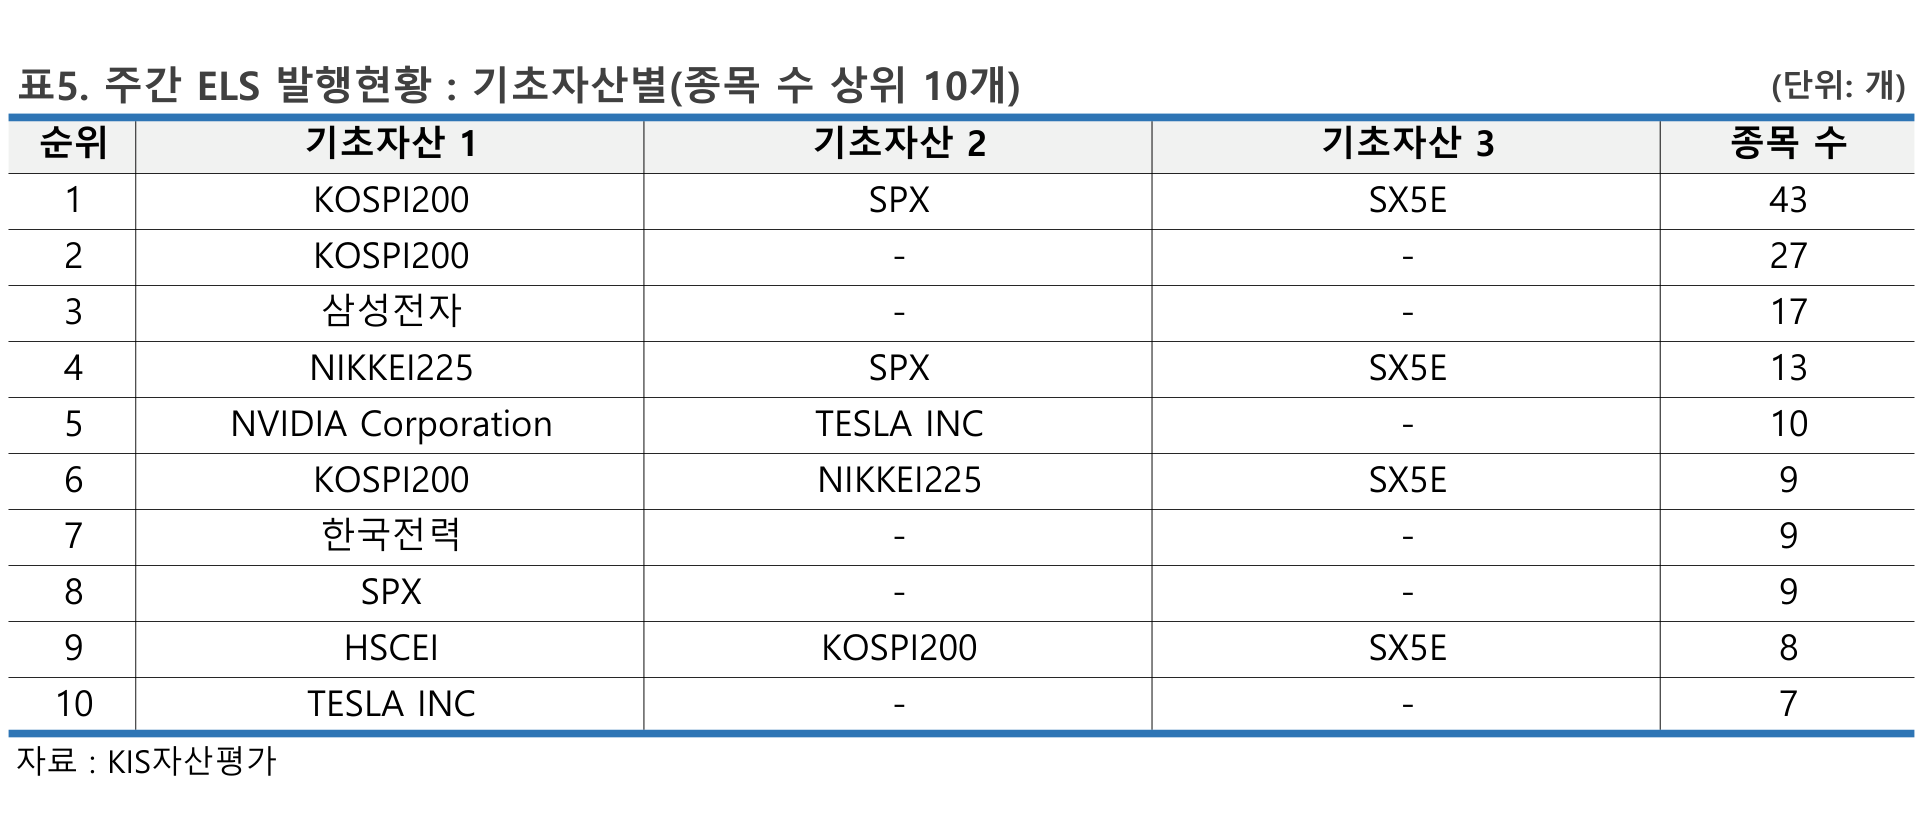 표5. 주간 ELS 발행현황 : 기초자산별(종목 수 상위 10개) (단위: 개)
순위 기초자산 1 기초자산 2 기초자산 3 종목 수
1 KOSPI200 SPX SX5E 43
2 KOSPI200 - - 27
3 삼성전자 - - 17
4 NIKKEI225 SPX SX5E 13
5 NVIDIA Corporation TESLA INC - 10
6 KOSPI200 NIKKEI225 SX5E 9
7 한국전력 - - 9
8 SPX - - 9
9 HSCEI KOSPI200 SX5E 8
10 TESLA INC - - 7
자료 : KIS자산평가